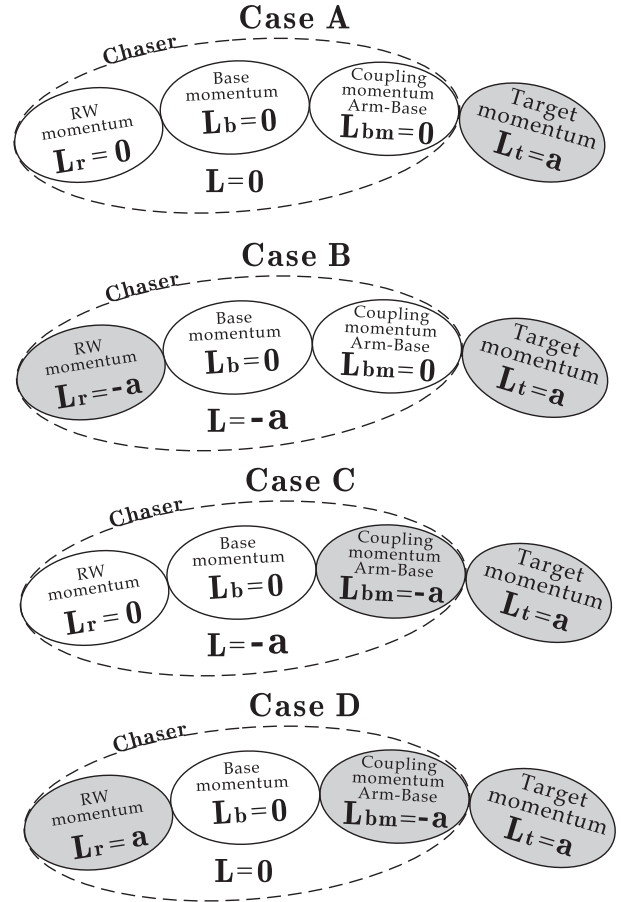 Case A
Chaser
RW
momentum
Lr = 0
Base
momentum
Lb=0
Coupling
momentum
Arm-Base
Lbm=0
Target
momentum
Lt=a
L=0
Case B
Chaser
RW
momentum
Lr=-a
Base
momentum
Lb=0
Coupling
momentum
Arm-Base
Lbm=0
Target
momentum
Lt=a
L=-a
Case C
Chaser
RW
momentum
Lr = 0
Base
momentum
Lb=0
Coupling
momentum
Arm-Base
Lbm=-a
Target
momentum
Lt=a
L=-a
Case D
Chaser
RW
momentum
Lr= a
Base
momentum
Lb=0
Coupling
momentum
Arm-Base
Lbm=-a
Target
momentum
Lt=a
L=0